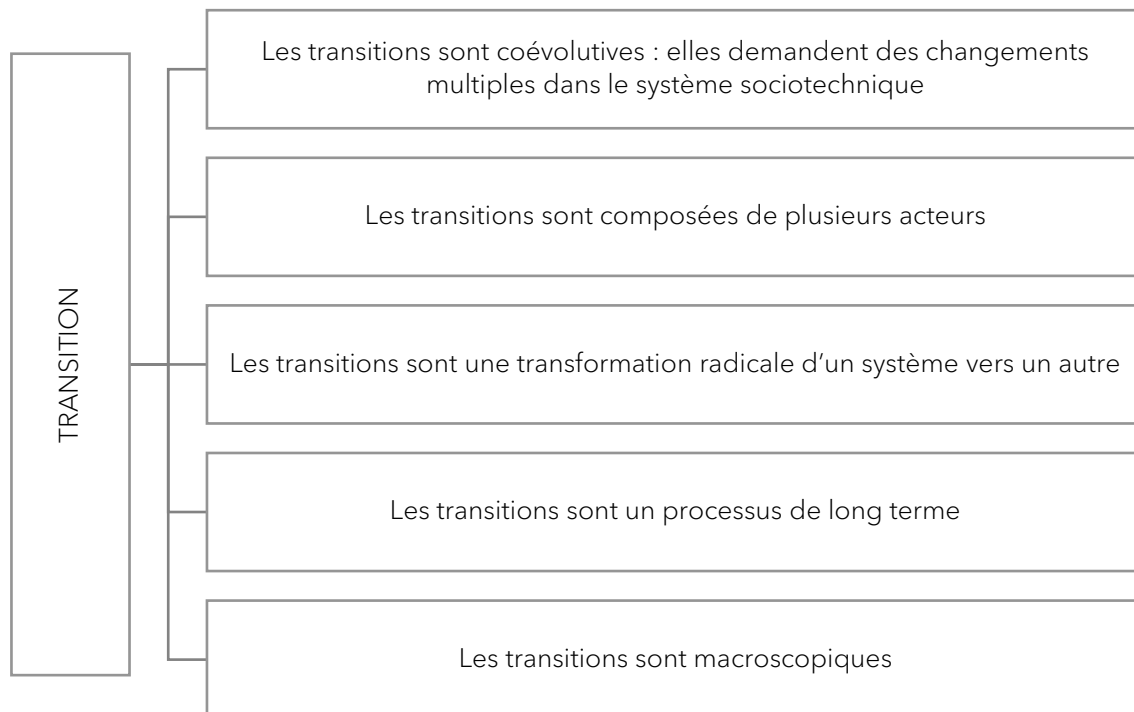 TRANSITION
Les transitions sont coévolutives : elles demandent des changements
multiples dans le système sociotechnique
Les transitions sont composées de plusieurs acteurs
Les transitions sont une transformation radicale d’un système vers un autre
Les transitions sont un processus de long terme
Les transitions sont macroscopiques